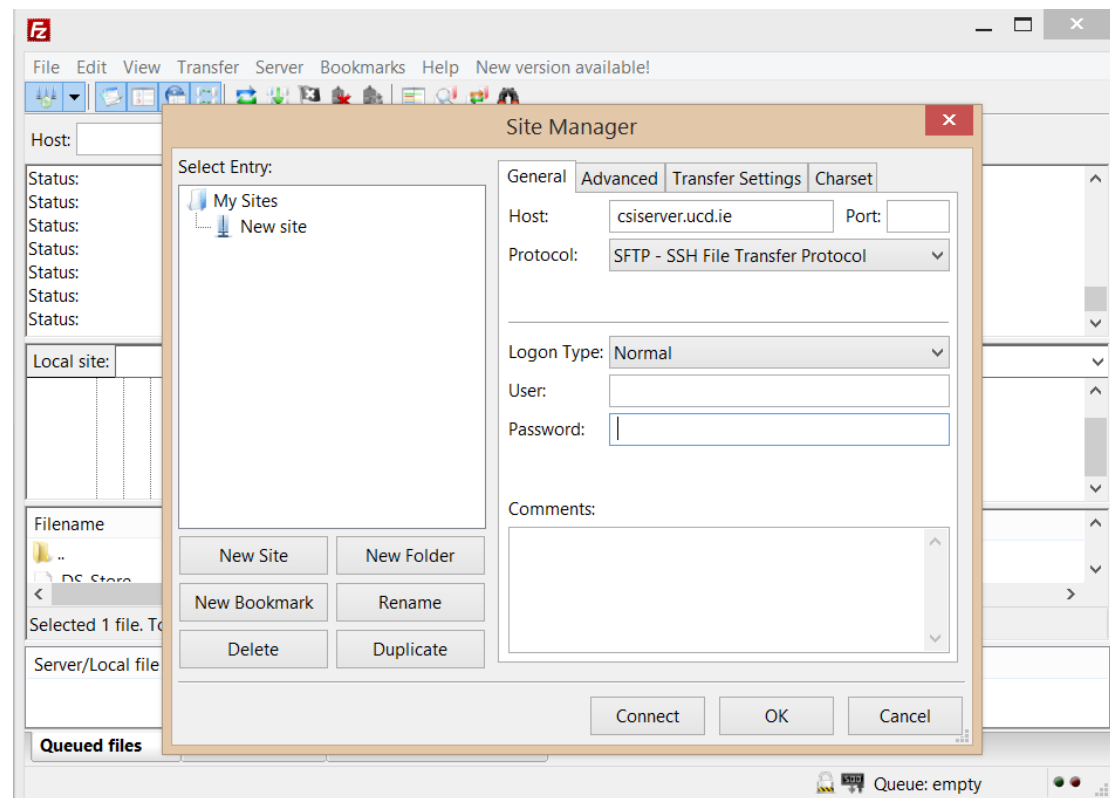 Fz
File Edit View Transfer Server Bookmarks Help New version available!
Host:
Status:
Status:
Status:
Status:
Status:
Status:
Status:
Local site:
Filename
..
DS_Store
Selected 1 file. To
Server/Local file
Queued files
Queue: empty
Site Manager
Select Entry:
My Sites
New site
New Site New Folder
New Bookmark Rename
Delete Duplicate
General Advanced Transfer Settings Charset
Host: csiserver.ucd.ie Port:
Protocol: SFTP - SSH File Transfer Protocol
Logon Type: Normal
User:
Password:
Comments:
Connect OK Cancel